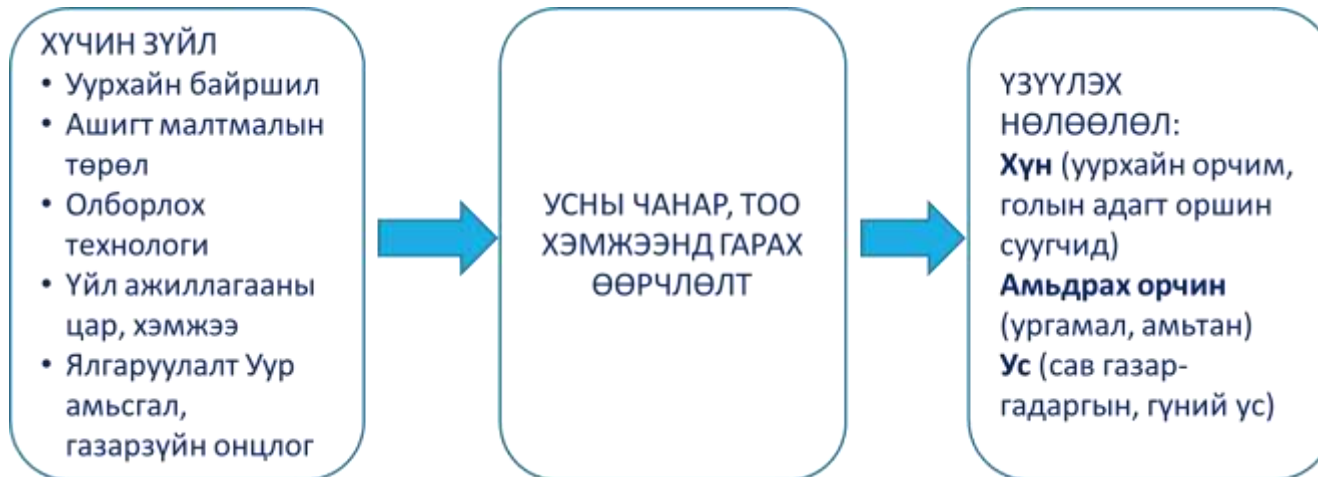 ХҮЧИН ЗҮЙЛ
• Уурхайн байршил
• Ашигт малтмалын
төрөл
• Олборлох
технологи
• Үйл ажиллагааны
цар, хэмжээ
• Ялгаруулалт Уур
амьсгал,
газарзүйн онцлог
УСНЫ ЧАНАР, ТОО
ХЭМЖЭЭНД ГАРАХ
ӨӨРЧЛӨЛТ
ҮЗҮҮЛЭХ
НӨЛӨӨЛӨЛ:
Хүн (уурхайн орчим,
голын адагт оршин
суугчид)
Амьдрах орчин
(ургамал, амьтан)
Ус (сав газар-
гадаргын, гүний ус)